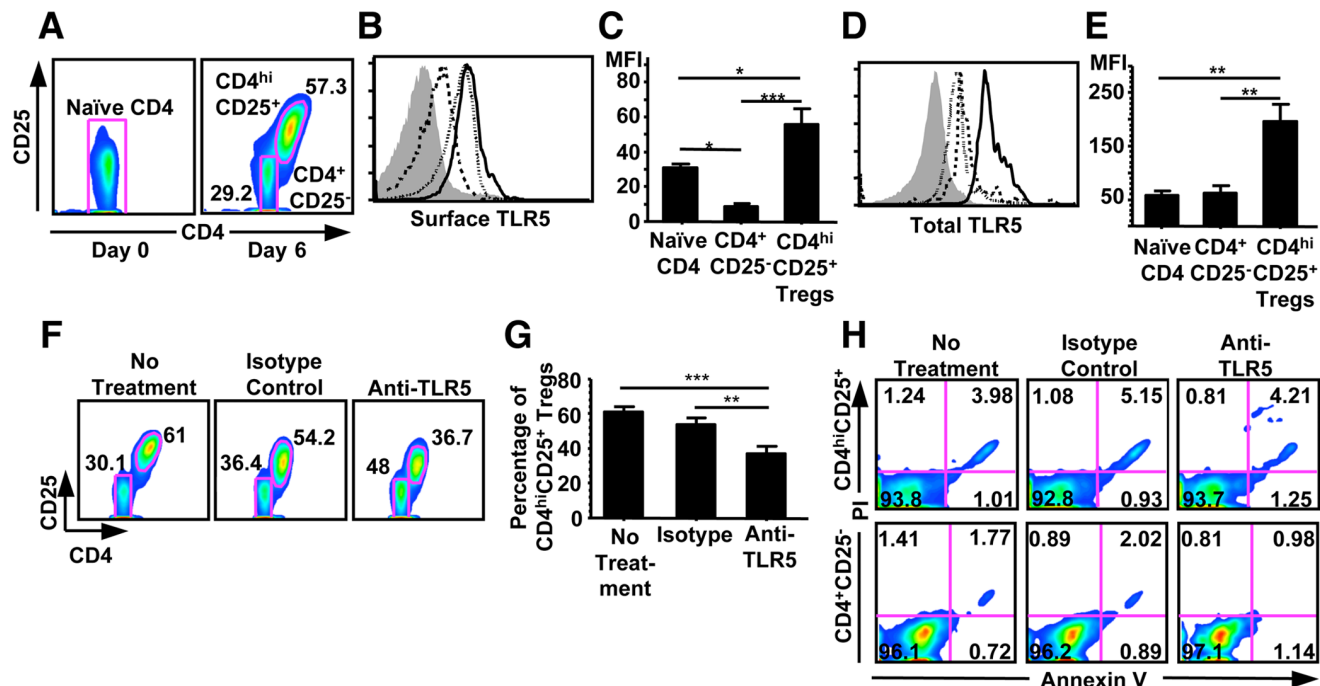 A
CD25
Naïve CD4
CD4hi
CD25+
57.3
29.2
CD4+
CD25-
Day 0
CD4
Day 6
B
Surface TLR5
C
MFI
80
60
40
20
0
*
***
*
Naïve
CD4
CD4+
CD25-
CD4hi
CD25+
Tregs
D
Total TLR5
E
MFI
250
150
50
**
**
Naïve
CD4
CD4+
CD25-
CD4hi
CD25+
Tregs
F
No
Treatment
Isotype
Control
Anti-TLR5
CD25
CD4
30.1
61
36.4
54.2
48
36.7
G
Percentage of
CD4hiCD25+ Tregs
80
60
40
20
0
***
**
No
Treat-
ment
Isotype
Anti-
TLR5
H
No
Treatment
Isotype
Control
Anti-
TLR5
CD4hiCD25+
1.24 3.98
93.8 1.01
1.08 5.15
92.8 0.93
0.81 4.21
93.7 1.25
PI
CD4+CD25-
1.41 1.77
96.1 0.72
0.89 2.02
96.2 0.89
0.81 0.98
97.1 1.14
Annexin V